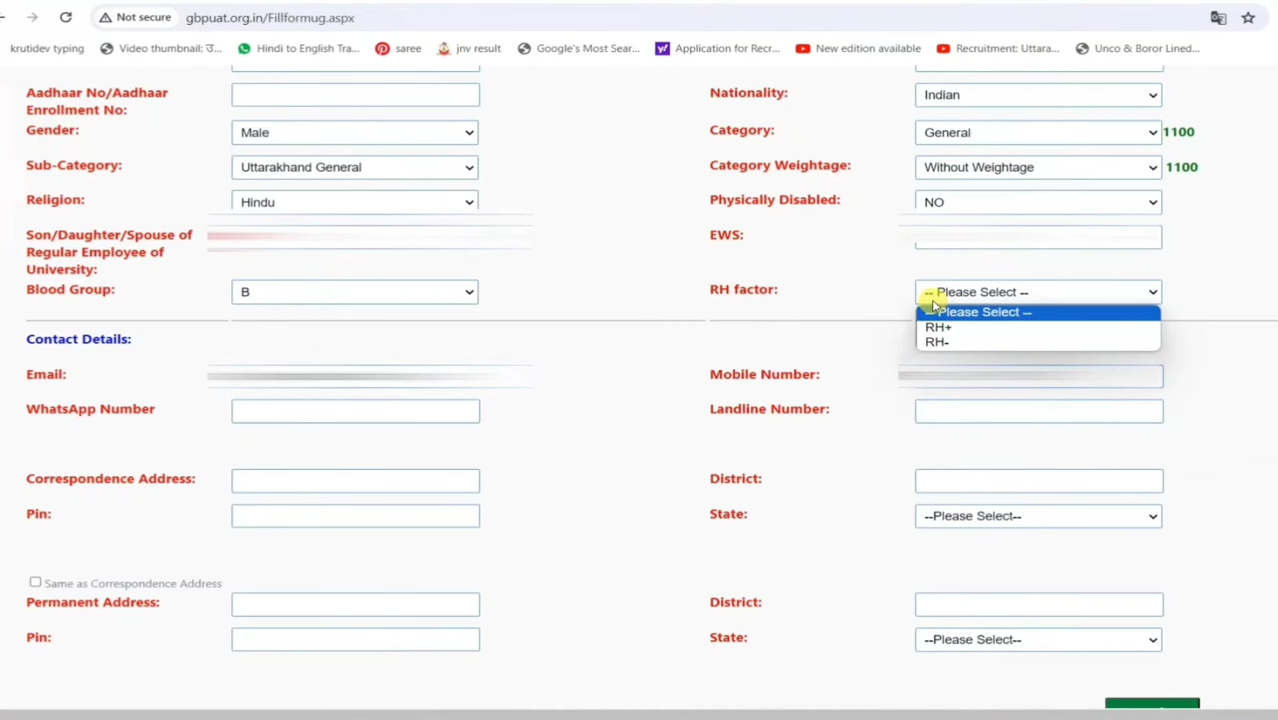 Not secure gbpuat.org.in/Fillformug.aspx
krutidev typing Video thumbnail: उ... Hindi to English Tra... saree jnv result Google's Most Sear... Application for Recr... New edition available Recruitment: Uttara... Unco & Boror Lined...
Aadhaar No/Aadhaar
Enrollment No:
Nationality: Indian
Gender: Male
Category: General 1100
Sub-Category: Uttarakhand General
Category Weightage: Without Weightage 1100
Religion: Hindu
Physically Disabled: NO
Son/Daughter/Spouse of
Regular Employee of
University:
EWS:
Blood Group: B
RH factor: -- Please Select --
-- Please Select --
RH+
RH-
Contact Details:
Email:
Mobile Number:
WhatsApp Number
Landline Number:
Correspondence Address:
District:
Pin:
State: --Please Select--
Same as Correspondence Address
Permanent Address:
District:
Pin:
State: --Please Select--